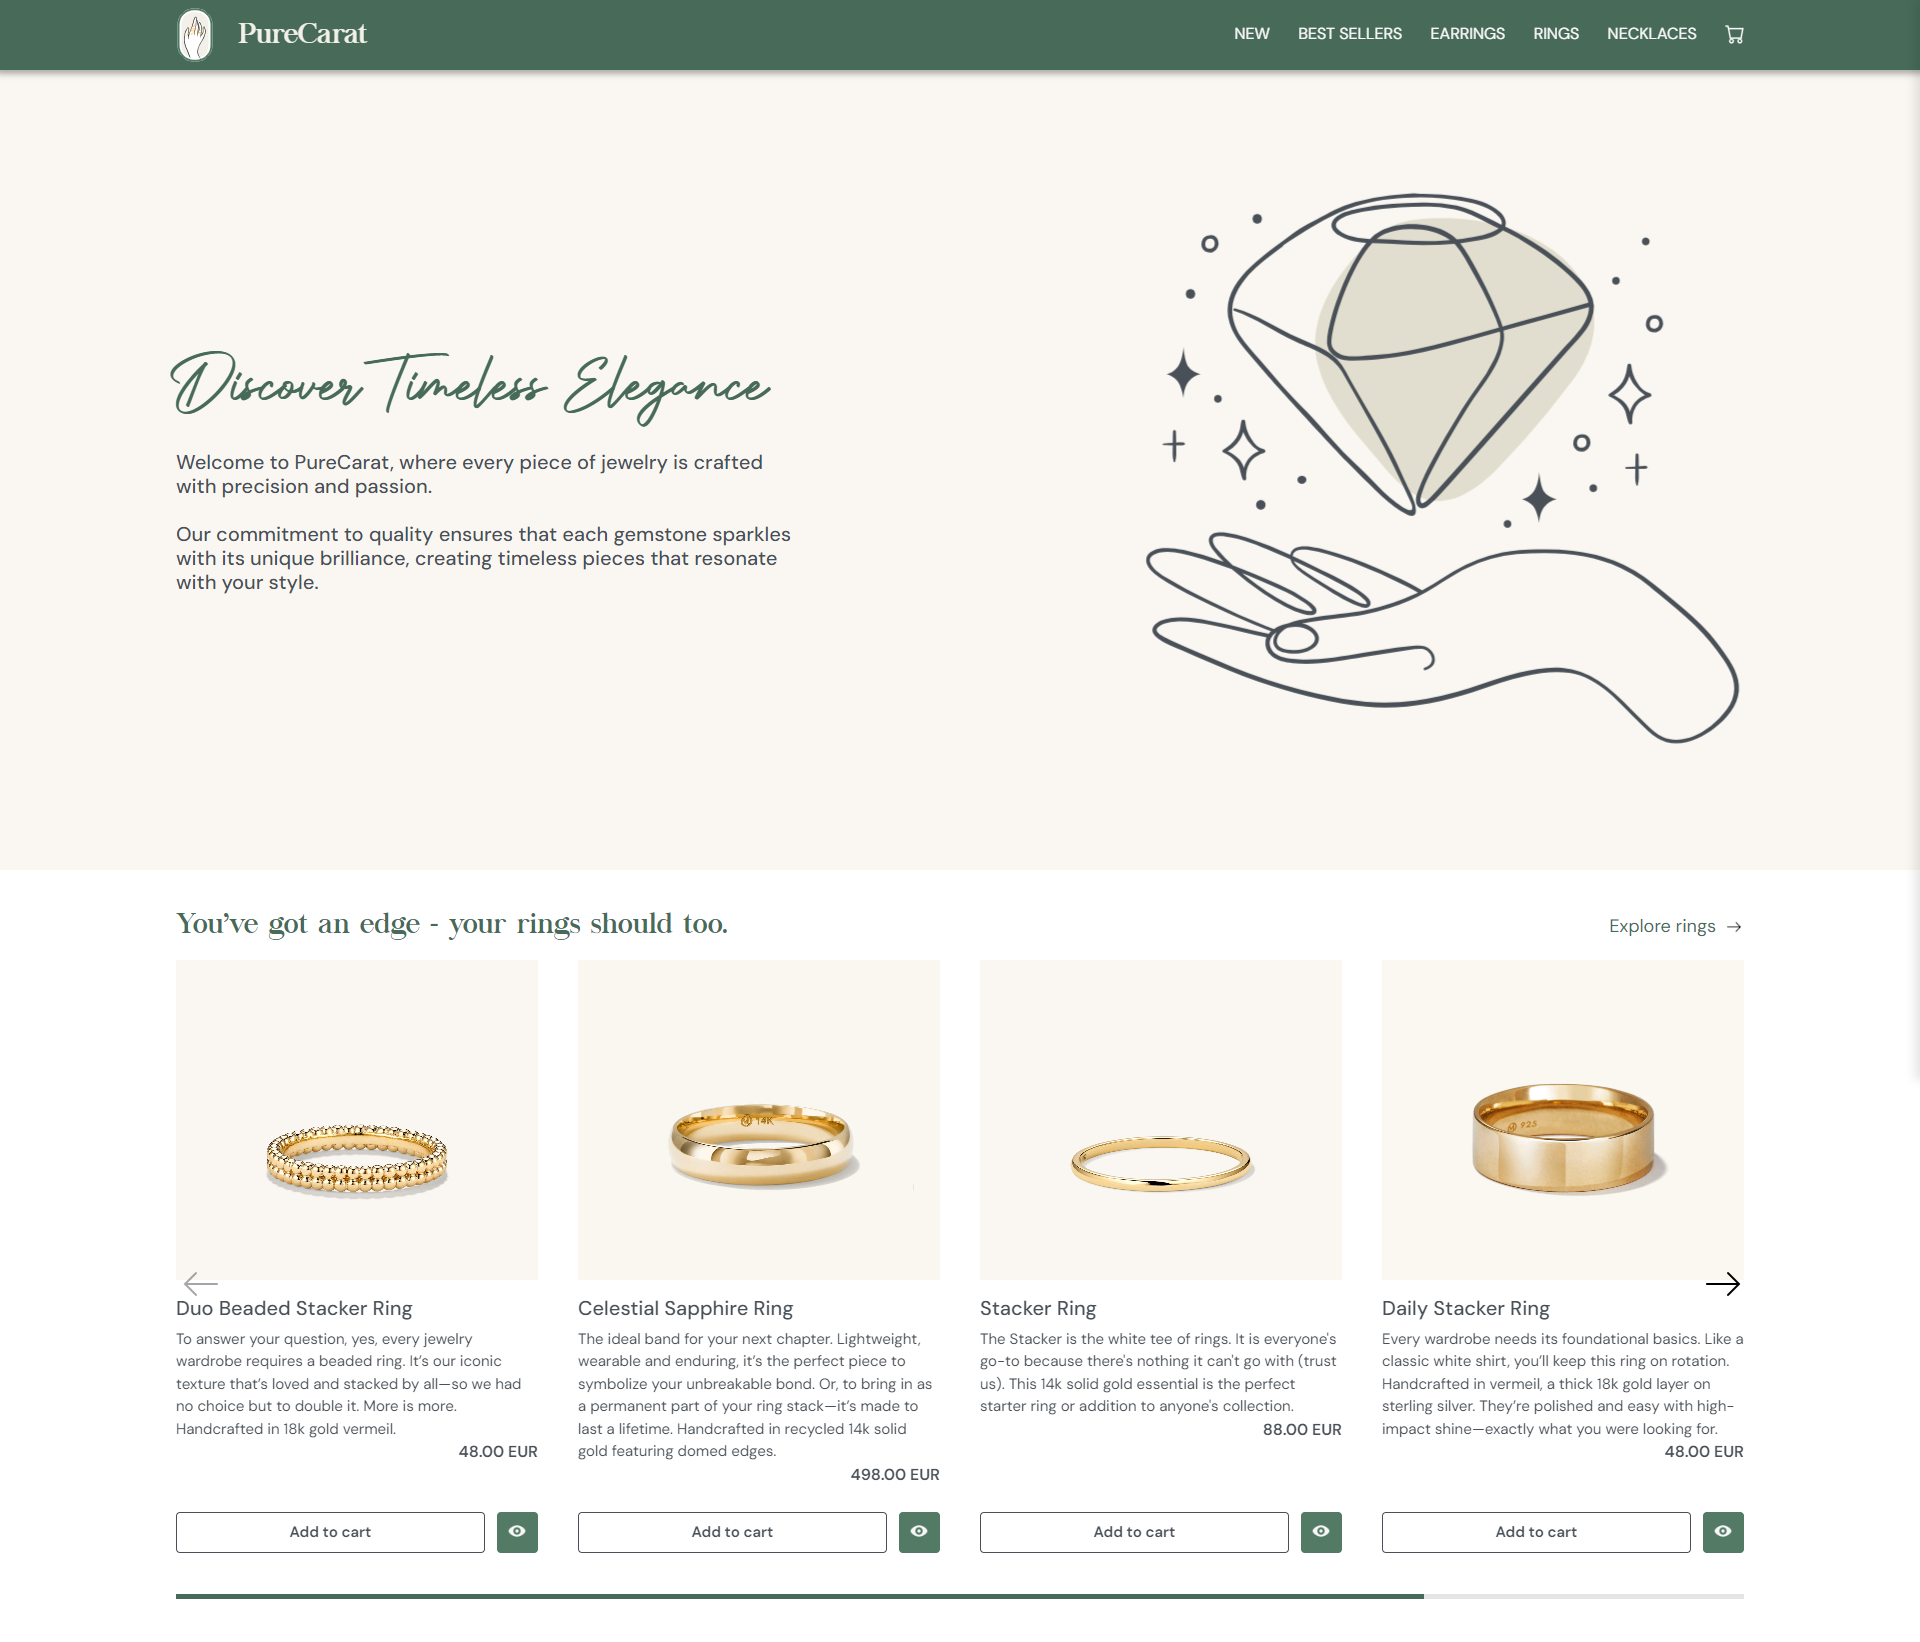 PureCarat
NEW BEST SELLERS EARRINGS RINGS NECKLACES
Discover Timeless Elegance
Welcome to PureCarat, where every piece of jewelry is crafted
with precision and passion.
Our commitment to quality ensures that each gemstone sparkles
with its unique brilliance, creating timeless pieces that resonate
with your style.
You’ve got an edge - your rings should too.
Explore rings
14K
925
Duo Beaded Stacker Ring
To answer your question, yes, every jewelry
wardrobe requires a beaded ring. It’s our iconic
texture that’s loved and stacked by all—so we had
no choice but to double it. More is more.
Handcrafted in 18k gold vermeil.
48.00 EUR
Add to cart
Celestial Sapphire Ring
The ideal band for your next chapter. Lightweight,
wearable and enduring, it’s the perfect piece to
symbolize your unbreakable bond. Or, to bring in as
a permanent part of your ring stack—it’s made to
last a lifetime. Handcrafted in recycled 14k solid
gold featuring domed edges.
498.00 EUR
Add to cart
Stacker Ring
The Stacker is the white tee of rings. It is everyone's
go-to because there's nothing it can't go with (trust
us). This 14k solid gold essential is the perfect
starter ring or addition to anyone's collection.
88.00 EUR
Add to cart
Daily Stacker Ring
Every wardrobe needs its foundational basics. Like a
classic white shirt, you’ll keep this ring on rotation.
Handcrafted in vermeil, a thick 18k gold layer on
sterling silver. They’re polished and easy with high-
impact shine—exactly what you were looking for.
48.00 EUR
Add to cart